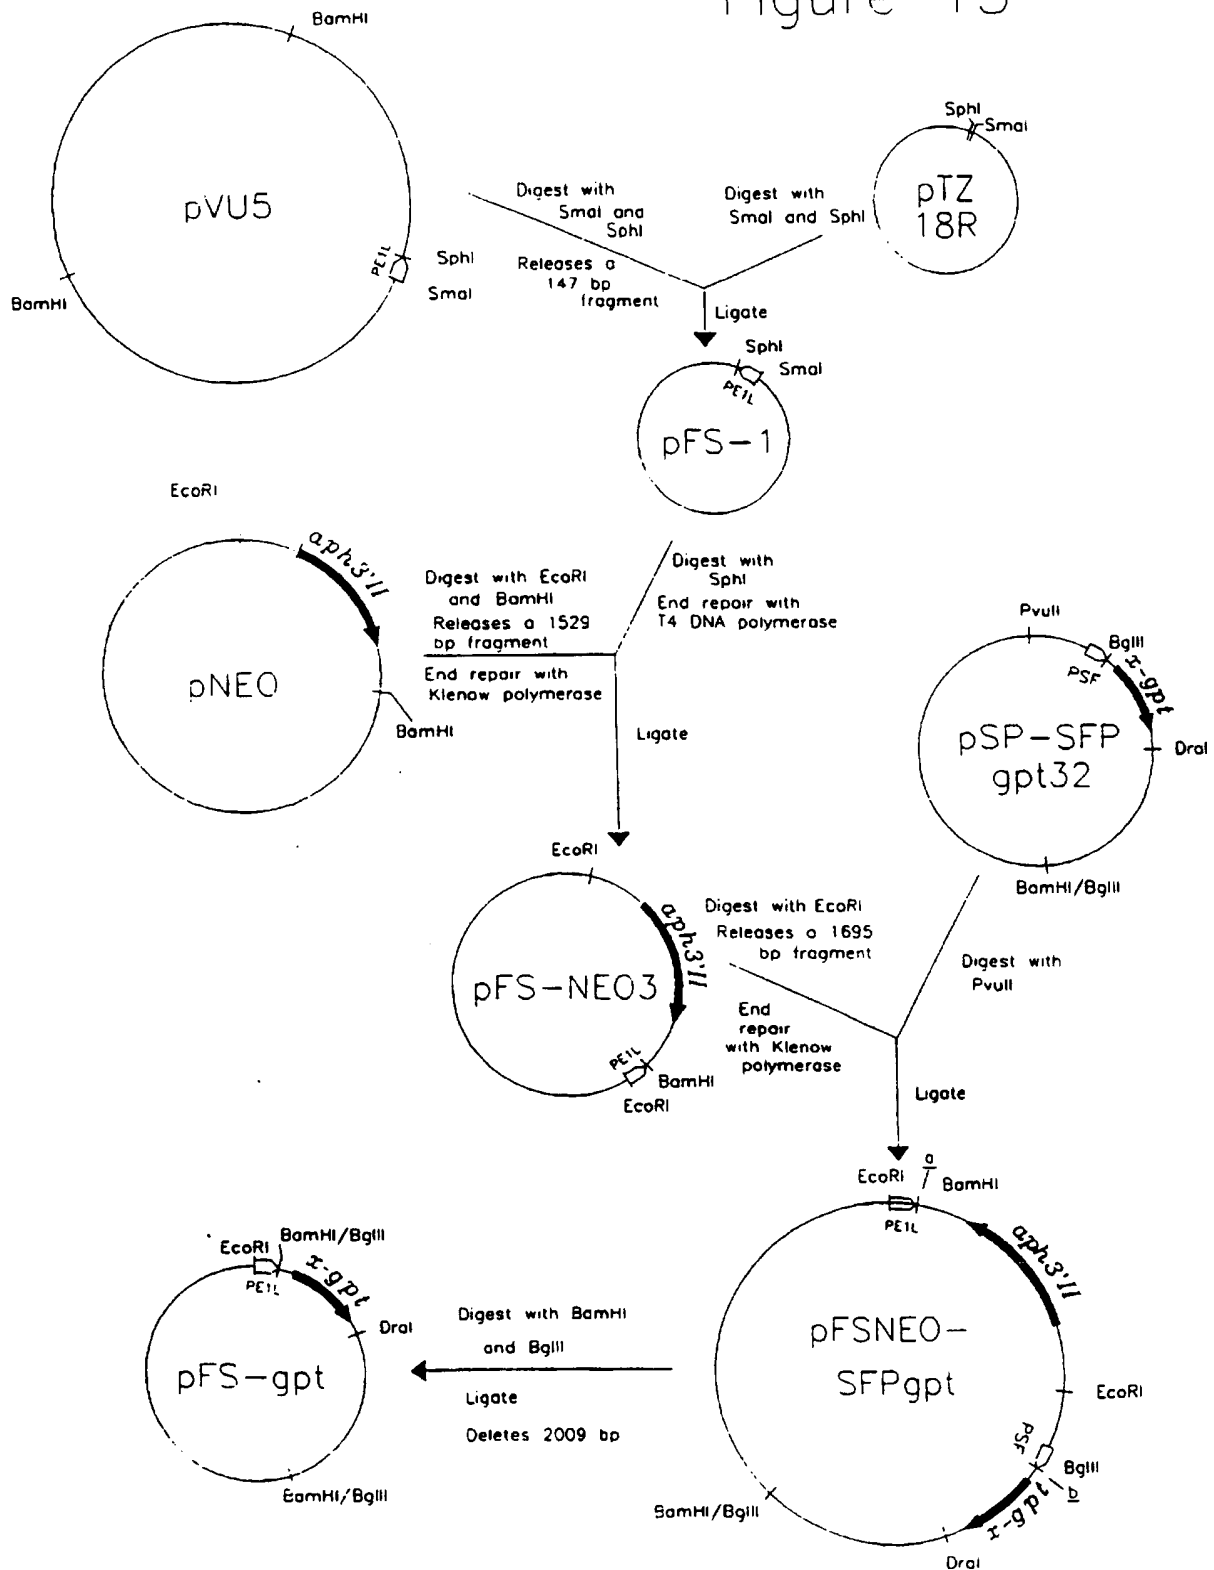 Figure 13
BamHI
pVU5
PE1L
SphI
SmaI
BamHI
Digest with
SmaI and
SphI
Releases a
147 bp
fragment
Digest with
SmaI and SphI
SphI
SmaI
pTZ
18R
Ligate
SphI
SmaI
PE1L
pFS-1
EcoRI
aph3'II
pNEO
BamHI
Digest with EcoRI
and BamHI
Releases a 1529
bp fragment
End repair with
Klenow polymerase
Digest with
SphI
End repair with
T4 DNA polymerase
Ligate
PvuII
BglII
PSF
x-gpt
pSP-SFP
gpt32
DraI
BamHI/BglII
EcoRI
aph3'II
pFS-NEO3
PE1L
BamHI
EcoRI
Digest with EcoRI
Releases a 1695
bp fragment
End
repair
with Klenow
polymerase
Digest with
PvuII
Ligate
EcoRI
a
BamHI
PE1L
aph3'II
pFSNEO-
SFPgpt
EcoRI
PSF
BglII
b
x-gpt
DraI
BamHI/BglII
Digest with BamHI
and BglII
Ligate
Deletes 2009 bp
EcoRI
BamHI/BglII
PE1L
x-gpt
DraI
pFS-gpt
BamHI/BglII